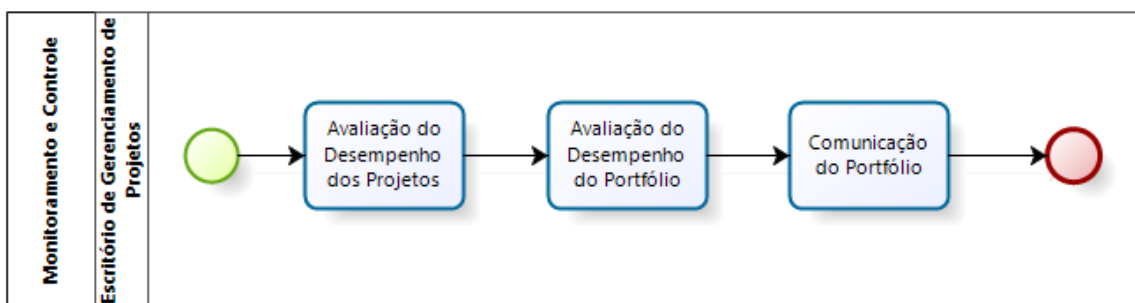 Monitoramento e Controle
Escritório de Gerenciamento de
Projetos
Avaliação do
Desempenho
dos Projetos
Avaliação do
Desempenho
do Portfólio
Comunicação
do Portfólio